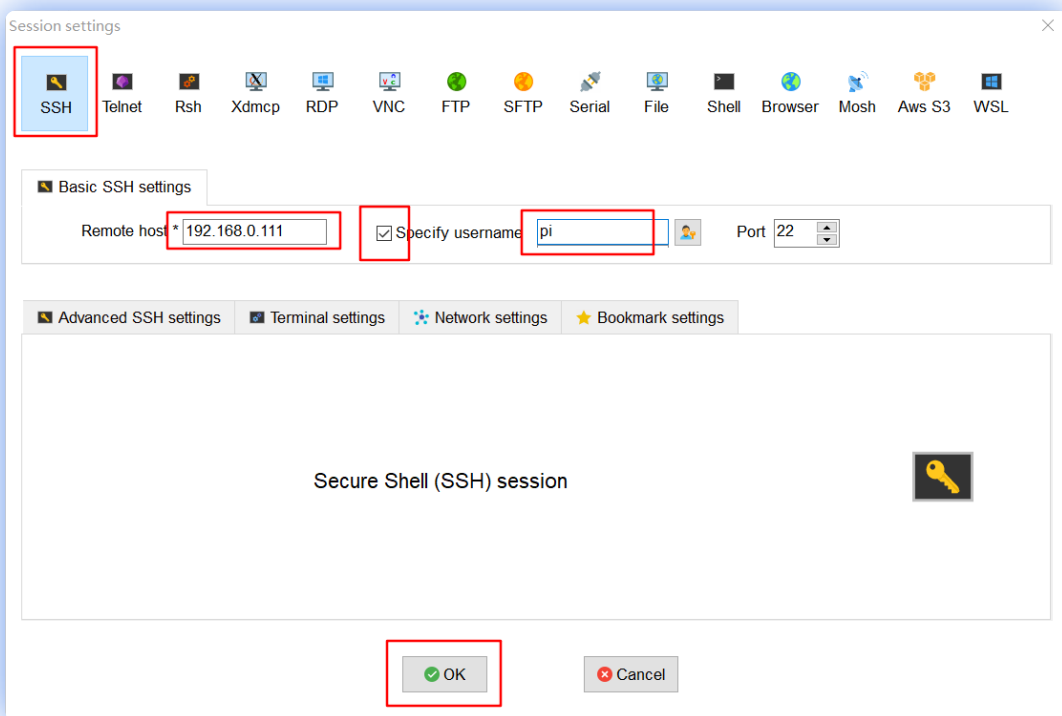 Session settings
SSH Telnet Rsh Xdmcp RDP VNC FTP SFTP Serial File Shell Browser Mosh Aws S3 WSL
Basic SSH settings
Remote host * 192.168.0.111 Specify username pi Port 22
Advanced SSH settings Terminal settings Network settings Bookmark settings
Secure Shell (SSH) session
OK Cancel